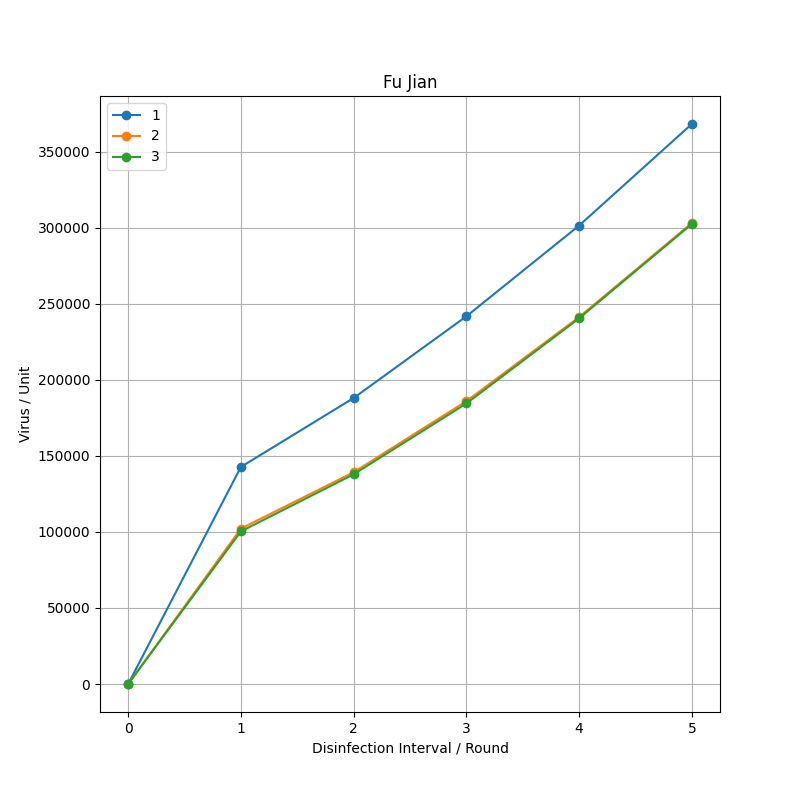 Fu Jian
1
2
3
350000
300000
250000
200000
150000
100000
50000
0
Virus / Unit
0 1 2 3 4 5
Disinfection Interval / Round